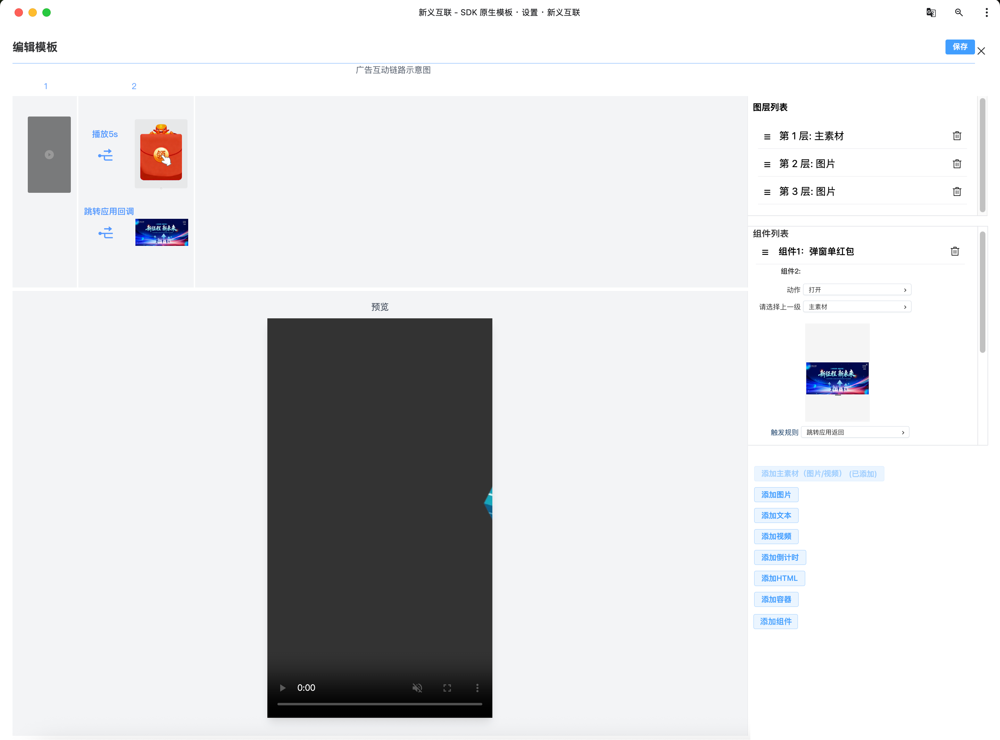 新义互联 - SDK 原生模板 · 设置 · 新义互联
编辑模板
保存
广告互动链路示意图
1
2
播放5s
领
跳转应用回调
新征程 新未来
图层列表
第 1 层: 主素材
第 2 层: 图片
第 3 层: 图片
组件列表
组件1: 弹窗单红包
组件2:
动作 打开
请选择上一级 主素材
新征程 新未来
触发规则 跳转应用返回
添加主素材（图片/视频） (已添加)
添加图片
添加文本
添加视频
添加倒计时
添加HTML
添加容器
添加组件
预览
0:00